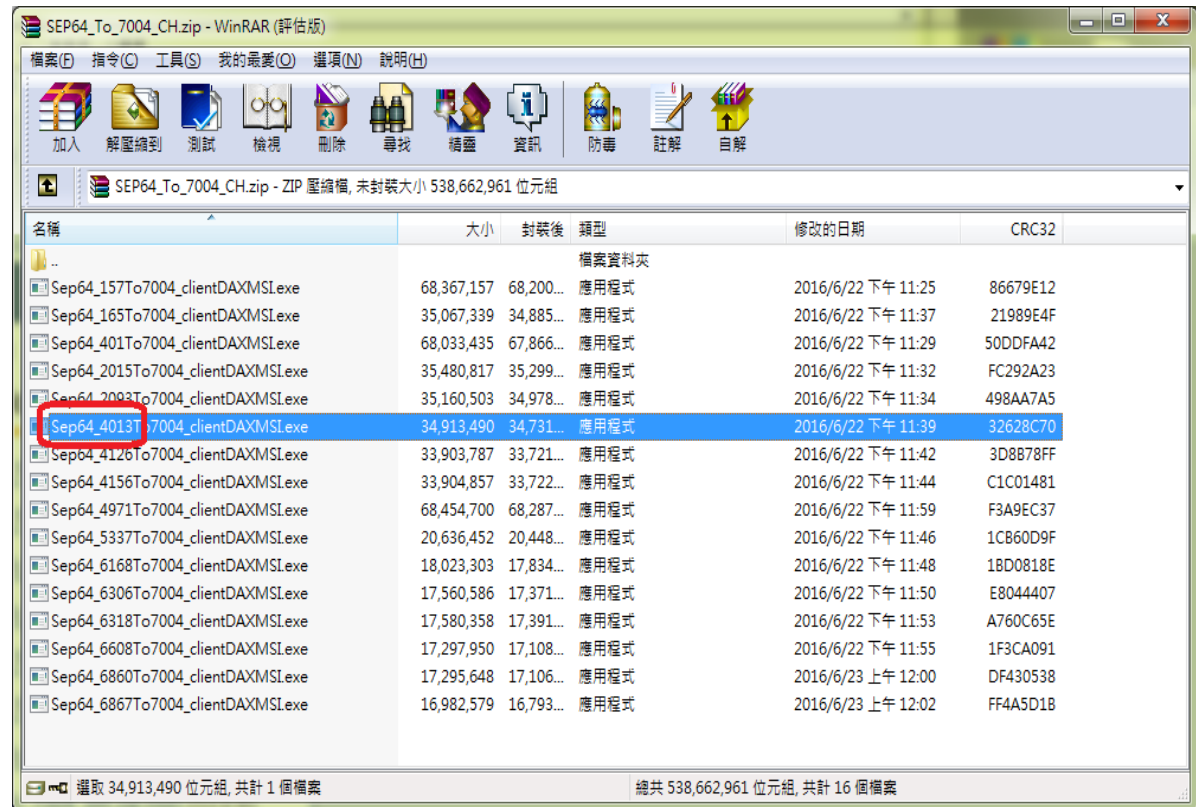 SEP64_To_7004_CH.zip - WinRAR (評估版)
檔案(F) 指令(C) 工具(S) 我的最愛(O) 選項(N) 說明(H)
加入 解壓縮到 測試 檢視 刪除 尋找 精靈 資訊 防毒 註解 自解
SEP64_To_7004_CH.zip - ZIP 壓縮檔, 未封裝大小 538,662,961 位元組
名稱 大小 封裝後 類型 修改的日期 CRC32
.. 檔案資料夾
Sep64_157To7004_clientDAXMSI.exe 68,367,157 68,200... 應用程式 2016/6/22 下午 11:25 86679E12
Sep64_165To7004_clientDAXMSI.exe 35,067,339 34,885... 應用程式 2016/6/22 下午 11:37 21989E4F
Sep64_401To7004_clientDAXMSI.exe 68,033,435 67,866... 應用程式 2016/6/22 下午 11:29 50DDFA42
Sep64_2015To7004_clientDAXMSI.exe 35,480,817 35,299... 應用程式 2016/6/22 下午 11:32 FC292A23
Sep64_2093To7004_clientDAXMSI.exe 35,160,503 34,978... 應用程式 2016/6/22 下午 11:34 498AA7A5
Sep64_4013To7004_clientDAXMSI.exe 34,913,490 34,731... 應用程式 2016/6/22 下午 11:39 32628C70
Sep64_4126To7004_clientDAXMSI.exe 33,903,787 33,721... 應用程式 2016/6/22 下午 11:42 3D8B78FF
Sep64_4156To7004_clientDAXMSI.exe 33,904,857 33,722... 應用程式 2016/6/22 下午 11:44 C1C01481
Sep64_4971To7004_clientDAXMSI.exe 68,454,700 68,287... 應用程式 2016/6/22 下午 11:59 F3A9EC37
Sep64_5337To7004_clientDAXMSI.exe 20,636,452 20,448... 應用程式 2016/6/22 下午 11:46 1CB60D9F
Sep64_6168To7004_clientDAXMSI.exe 18,023,303 17,834... 應用程式 2016/6/22 下午 11:48 1BD0818E
Sep64_6306To7004_clientDAXMSI.exe 17,560,586 17,371... 應用程式 2016/6/22 下午 11:50 E8044407
Sep64_6318To7004_clientDAXMSI.exe 17,580,358 17,391... 應用程式 2016/6/22 下午 11:53 A760C65E
Sep64_6608To7004_clientDAXMSI.exe 17,297,950 17,108... 應用程式 2016/6/22 下午 11:55 1F3CA091
Sep64_6860To7004_clientDAXMSI.exe 17,295,648 17,106... 應用程式 2016/6/23 上午 12:00 DF430538
Sep64_6867To7004_clientDAXMSI.exe 16,982,579 16,793... 應用程式 2016/6/23 上午 12:02 FF4A5D1B
選取 34,913,490 位元組, 共計 1 個檔案 總共 538,662,961 位元組, 共計 16 個檔案